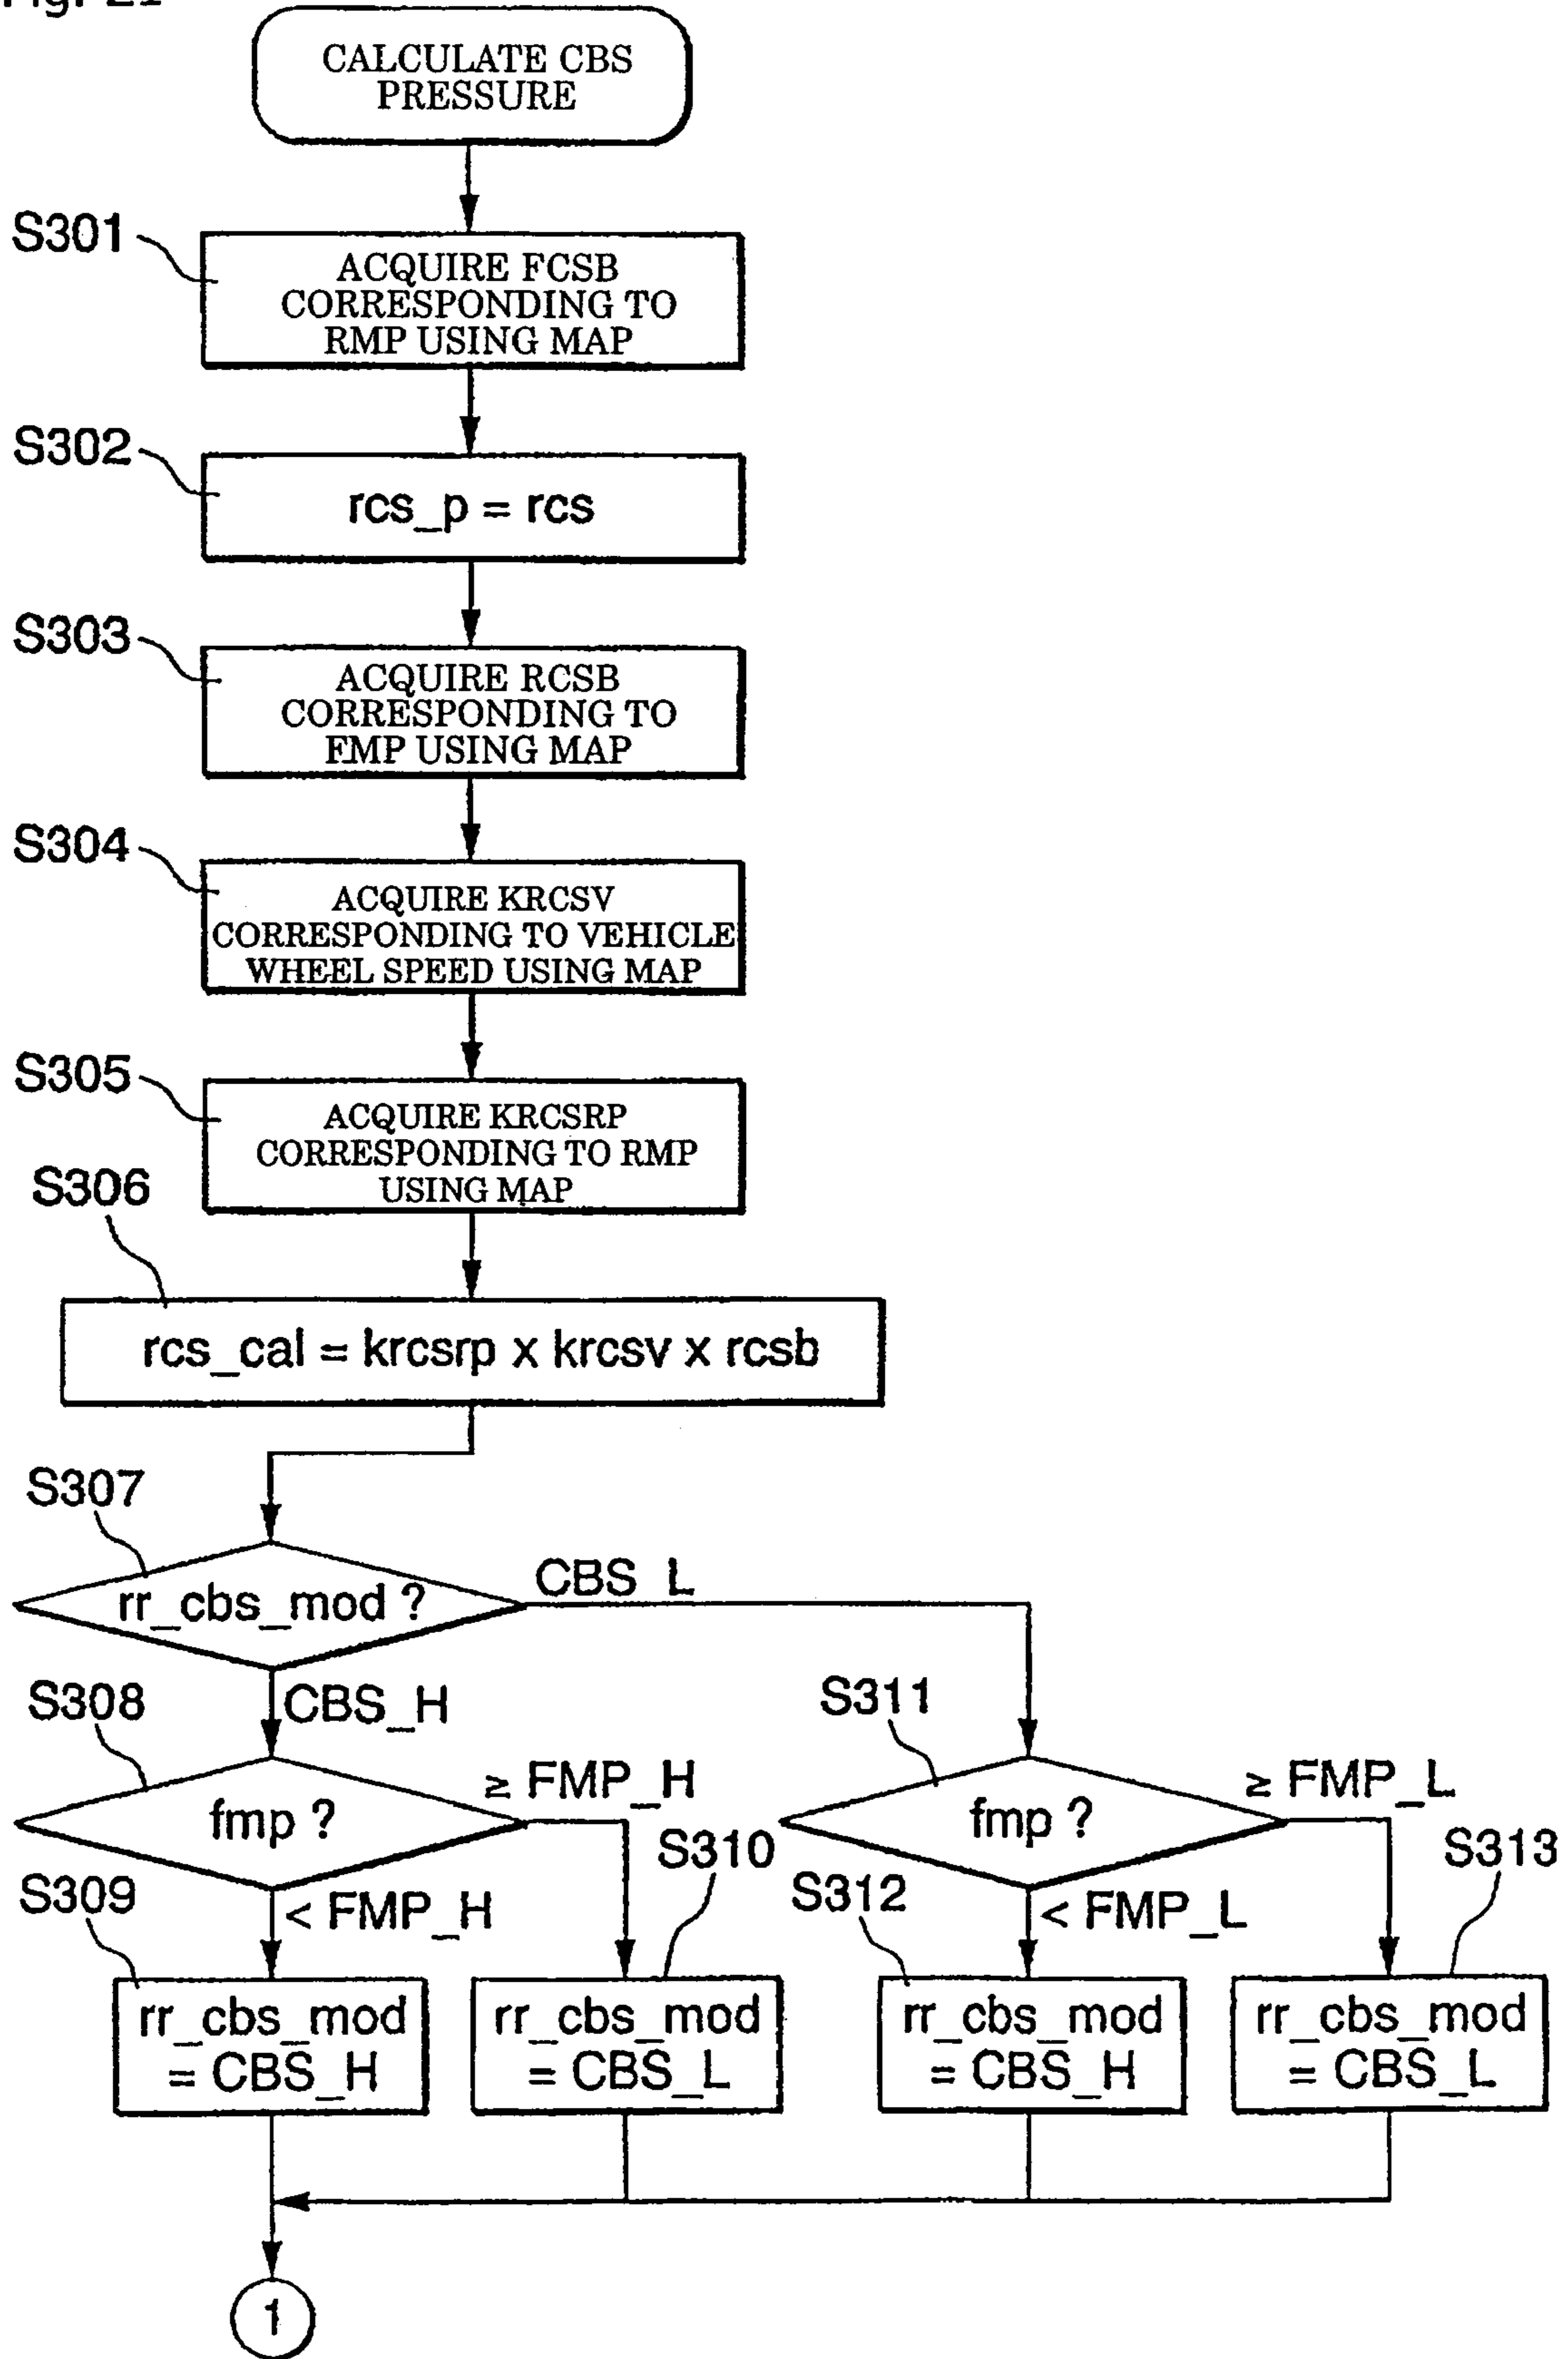 Fig. 21
CALCULATE CBS
PRESSURE
S301
ACQUIRE FCSB
CORRESPONDING TO
RMP USING MAP
S302
rcs_p = rcs
S303
ACQUIRE RCSB
CORRESPONDING TO
FMP USING MAP
S304
ACQUIRE KRCSV
CORRESPONDING TO VEHICLE
WHEEL SPEED USING MAP
S305
ACQUIRE KRCSRP
CORRESPONDING TO RMP
USING MAP
S306
rcs_cal = krcsrp x krcsv x rcsb
S307
rr_cbs_mod ?
CBS_L
CBS_H
S308
fmp ?
≥ FMP_H
S311
fmp ?
≥ FMP_L
S309
< FMP_H
S310
S312
< FMP_L
S313
rr_cbs_mod
= CBS_H
rr_cbs_mod
= CBS_L
rr_cbs_mod
= CBS_H
rr_cbs_mod
= CBS_L
1